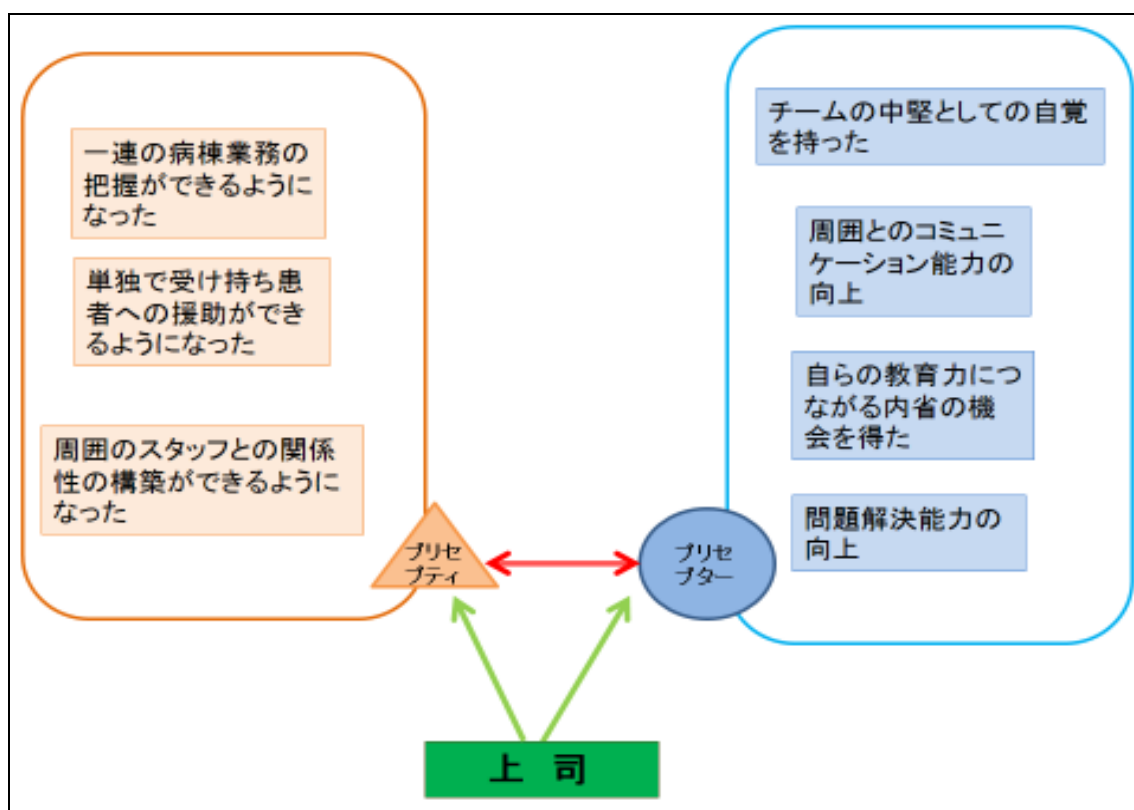 一連の病棟業務の
把握ができるように
なった
単独で受け持ち患
者への援助ができ
るようになった
周囲のスタッフとの関係
性の構築ができるように
なった
チームの中堅としての自覚
を持った
周囲とのコミュニ
ケーション能力の
向上
自らの教育力につ
ながる内省の機
会を得た
問題解決能力の
向上
プリセ
プティ
プリセ
プター
上 司